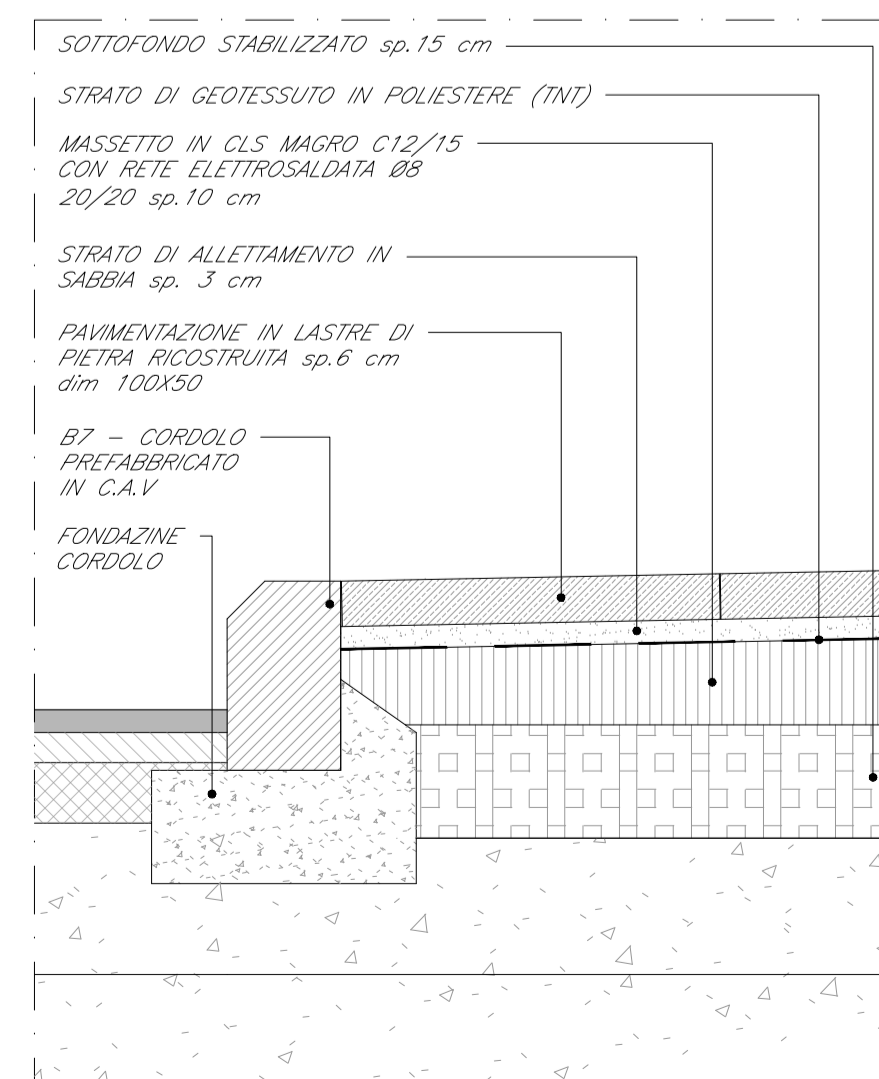 SOTTOFONDO STABILIZZATO sp.15 cm
STRATO DI GEOTESSUTO IN POLIESTERE (TNT)
MASSETTO IN CLS MAGRO C12/15
CON RETE ELETTROSALDATA Ø8
20/20 sp.10 cm
STRATO DI ALLETTAMENTO IN
SABBIA sp. 3 cm
PAVIMENTAZIONE IN LASTRE DI
PIETRA RICOSTRUITA sp.6 cm
dim 100X50
B7 - CORDOLO
PREFABBRICATO
IN C.A.V
FONDAZINE
CORDOLO